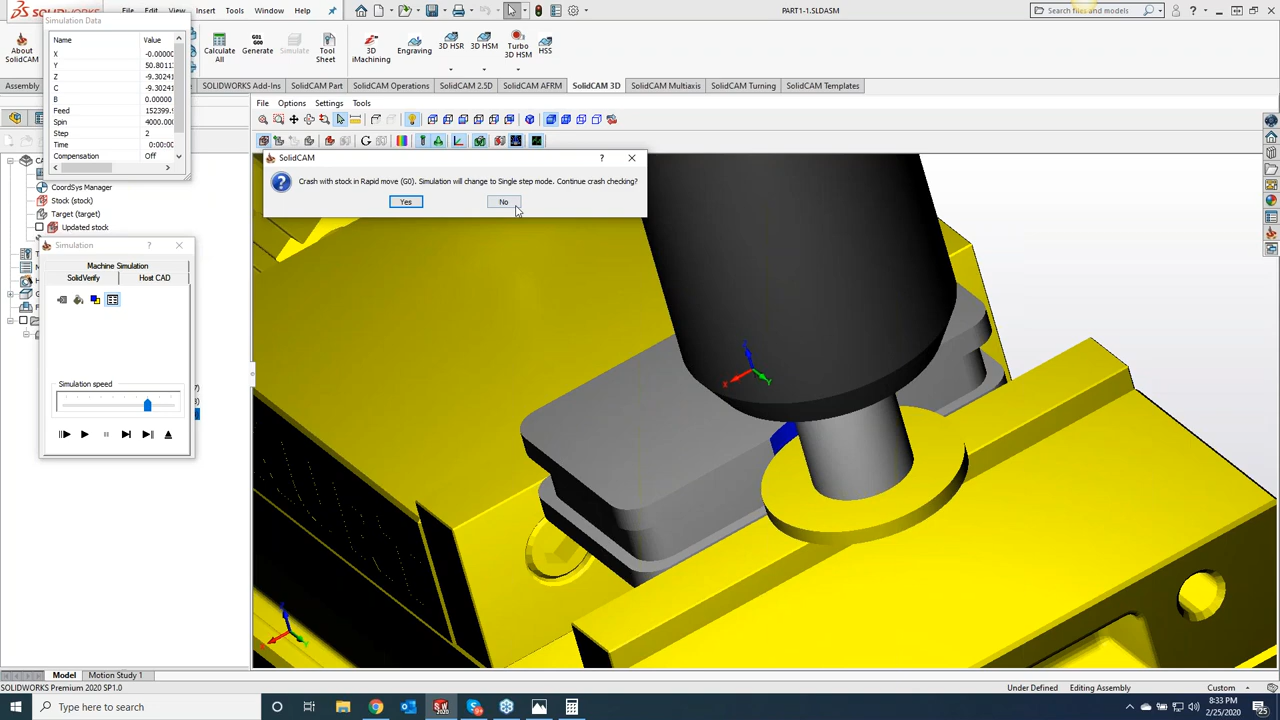 File Edit View Insert Tools Window
PART1-1.SLDASM
Search files and models
Simulation Data
Name Value
X -0.00000
Y 50.8011
Z -9.30241
C -9.30241
B 0.00000
Feed 152399.
Spin 4000.000
Step 2
Time 0:00:00
Compensation Off
About
SolidCAM
Calculate
All
G01
G00
Generate
Simulate
Tool
Sheet
3D
iMachining
Engraving
3D HSR
3D HSM
Turbo
3D HSM
HSS
Assembly
SOLIDWORKS Add-Ins
SolidCAM Part
SolidCAM Operations
SolidCAM 2.5D
SolidCAM AFRM
SolidCAM 3D
SolidCAM Multiaxis
SolidCAM Turning
SolidCAM Templates
File Options Settings Tools
CoordSys Manager
Stock (stock)
Target (target)
Updated stock
SolidCAM
Crash with stock in Rapid move (G0). Simulation will change to Single step mode. Continue crash checking?
Yes No
Simulation
Machine Simulation
SolidVerify Host CAD
Simulation speed
Model Motion Study 1
SOLIDWORKS Premium 2020 SP1.0
Under Defined Editing Assembly Custom
Type here to search
8:33 PM
2/25/2020